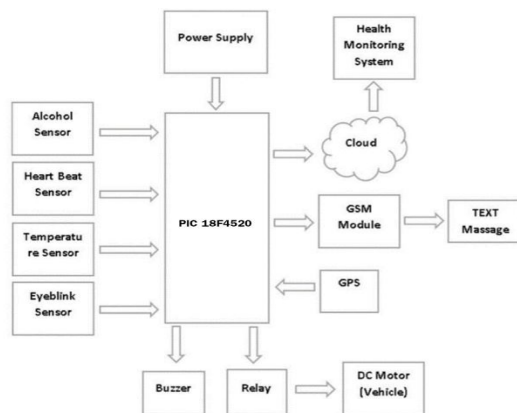 Power Supply
Health
Monitoring
System
Alcohol
Sensor
Cloud
Heart Beat
Sensor
PIC 18F4520
GSM
Module
TEXT
Massage
Temperatu
re Sensor
GPS
Eyeblink
Sensor
Buzzer
Relay
DC Motor
(Vehicle)